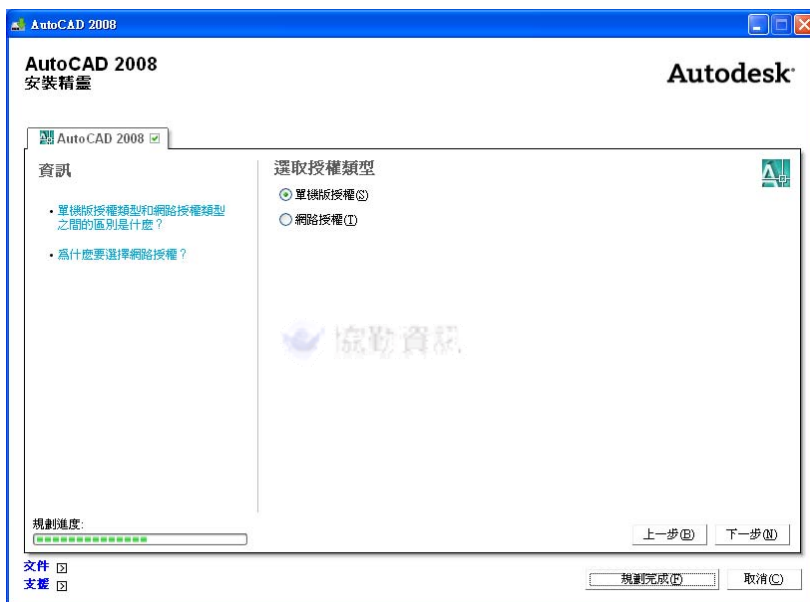 AutoCAD 2008
AutoCAD 2008
安裝精靈
Autodesk
AutoCAD 2008
資訊
• 單機版授權類型和網路授權類型
之間的區別是什麼？
• 為什麼要選擇網路授權？
選取授權類型
單機版授權(S)
網路授權(T)
協勤資訊
規劃進度:
上一步(B)
下一步(N)
文件
支援
規劃完成(F)
取消(C)